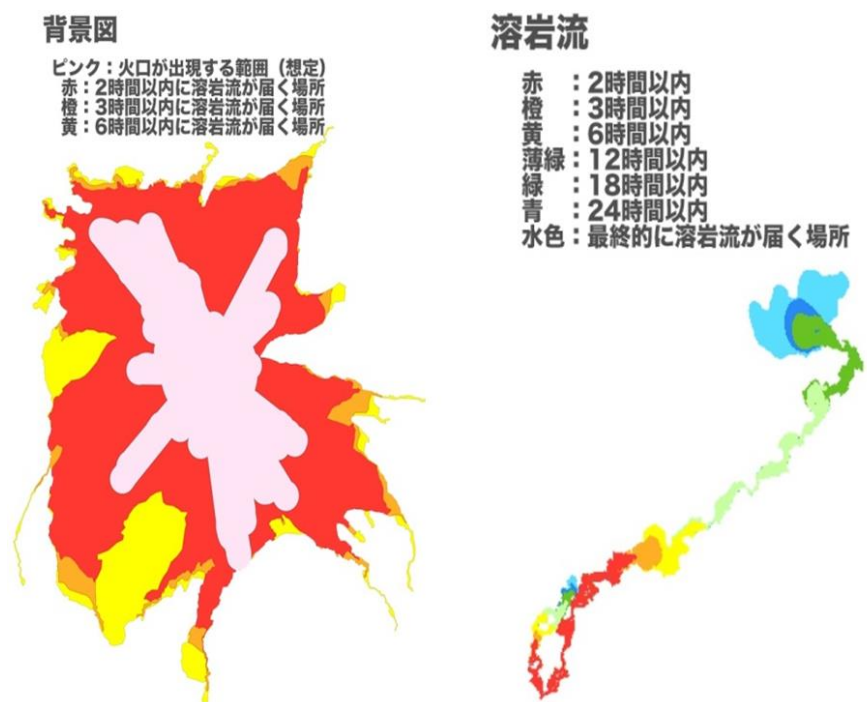 背景図
ピンク：火口が出現する範囲（想定）
赤：2時間以内に溶岩流が届く場所
橙：3時間以内に溶岩流が届く場所
黄：6時間以内に溶岩流が届く場所
溶岩流
赤　：2時間以内
橙　：3時間以内
黄　：6時間以内
薄緑：12時間以内
緑　：18時間以内
青　：24時間以内
水色：最終的に溶岩流が届く場所